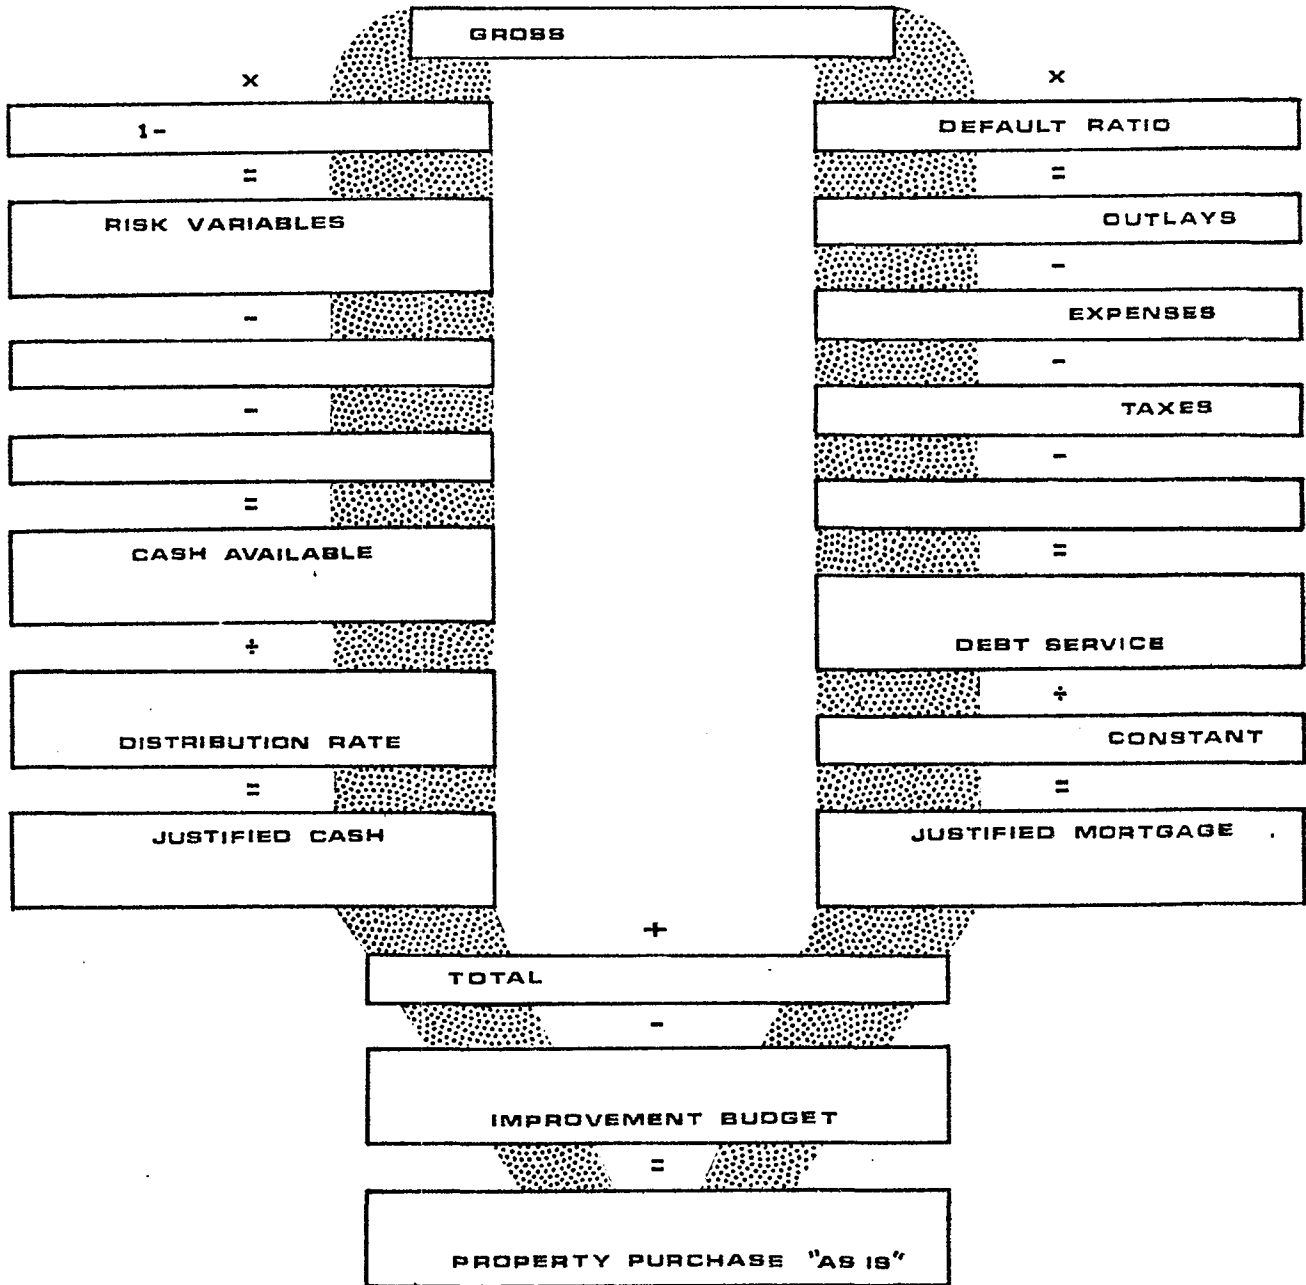 GROSS
×
1-
=
RISK VARIABLES
-
-
=
CASH AVAILABLE
÷
DISTRIBUTION RATE
=
JUSTIFIED CASH
×
DEFAULT RATIO
=
OUTLAYS
-
EXPENSES
-
TAXES
-
=
DEBT SERVICE
÷
CONSTANT
=
JUSTIFIED MORTGAGE
+
TOTAL
-
IMPROVEMENT BUDGET
=
PROPERTY PURCHASE "AS IS"